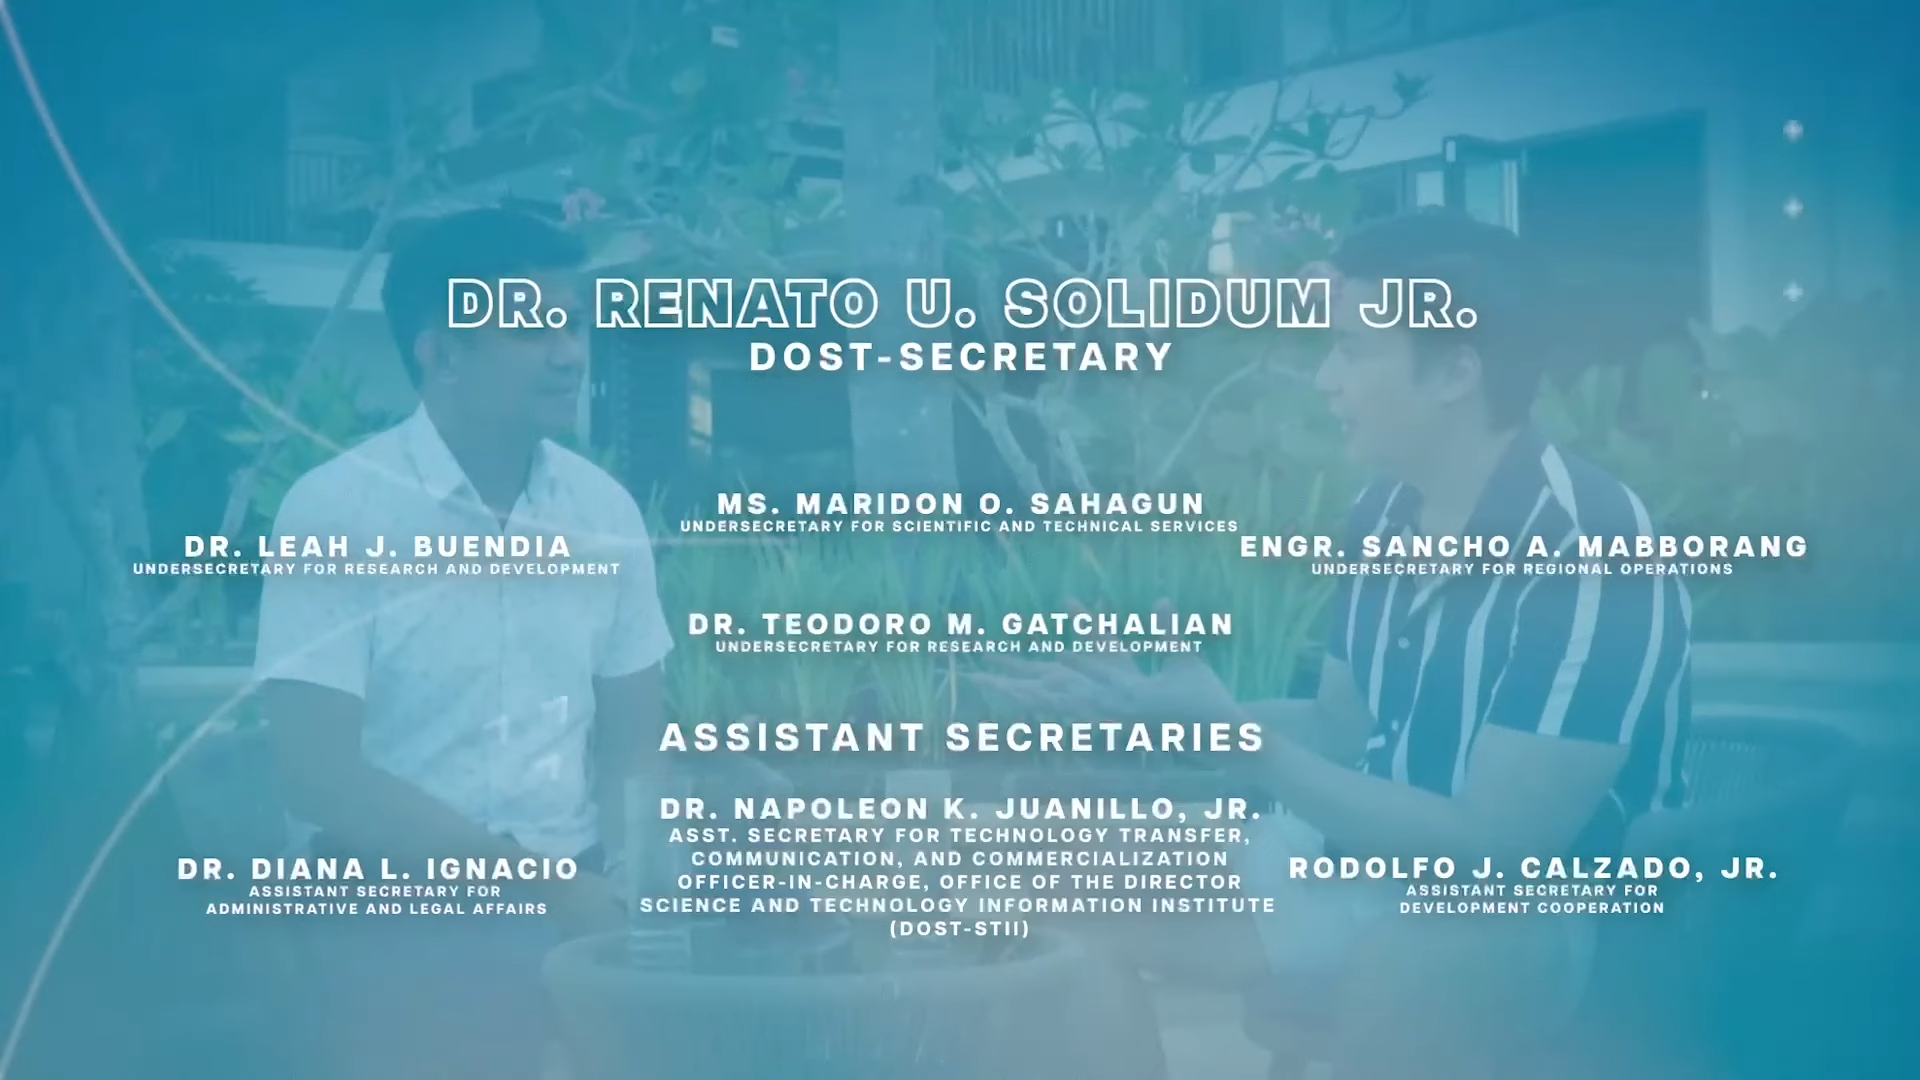 DR. RENATO U. SOLIDUM JR.
DOST-SECRETARY
MS. MARIDON O. SAHAGUN
UNDERSECRETARY FOR SCIENTIFIC AND TECHNICAL SERVICES
DR. LEAH J. BUENDIA
UNDERSECRETARY FOR RESEARCH AND DEVELOPMENT
ENGR. SANCHO A. MABBORANG
UNDERSECRETARY FOR REGIONAL OPERATIONS
DR. TEODORO M. GATCHALIAN
UNDERSECRETARY FOR RESEARCH AND DEVELOPMENT
ASSISTANT SECRETARIES
DR. NAPOLEON K. JUANILLO, JR.
ASST. SECRETARY FOR TECHNOLOGY TRANSFER,
COMMUNICATION, AND COMMERCIALIZATION
OFFICER-IN-CHARGE, OFFICE OF THE DIRECTOR
SCIENCE AND TECHNOLOGY INFORMATION INSTITUTE
(DOST-STII)
DR. DIANA L. IGNACIO
ASSISTANT SECRETARY FOR
ADMINISTRATIVE AND LEGAL AFFAIRS
RODOLFO J. CALZADO, JR.
ASSISTANT SECRETARY FOR
DEVELOPMENT COOPERATION